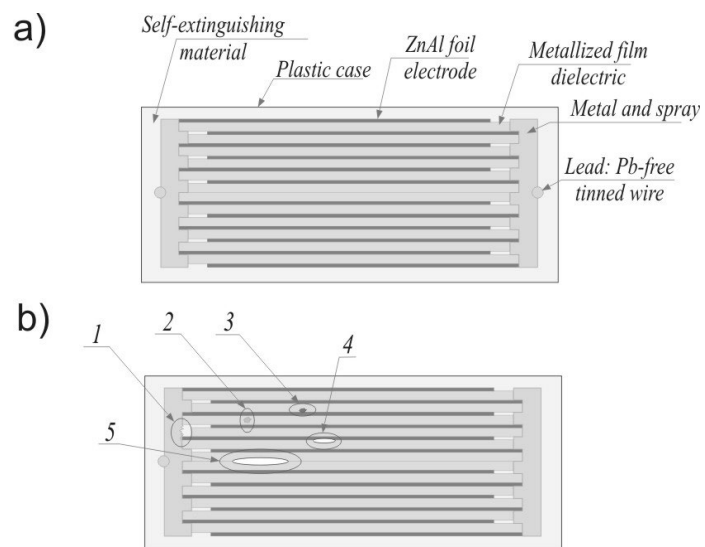 a)
Self-extinguishing
material
Plastic case
ZnAl foil
electrode
Metallized film
dielectric
Metal and spray
Lead: Pb-free
tinned wire
b)
1
2
3
4
5